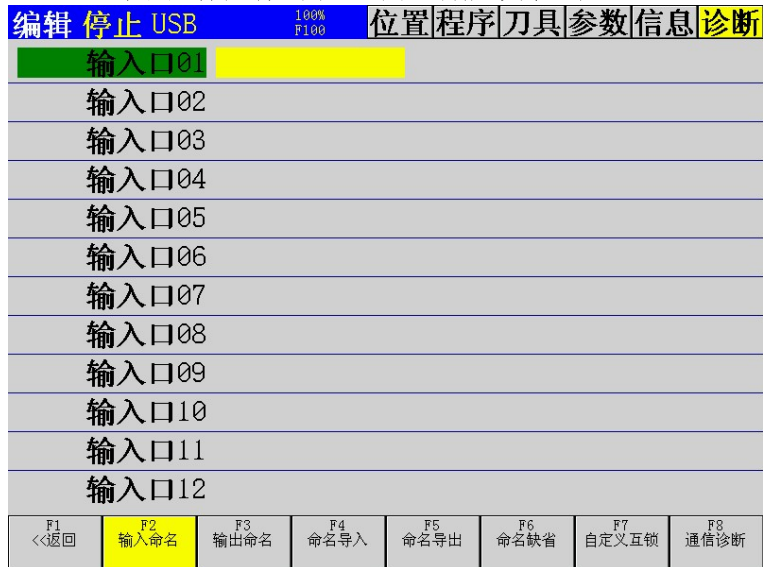 编辑 停止 USB 100% F100 位置 程序 刀具 参数 信息 诊断
输入口01
输入口02
输入口03
输入口04
输入口05
输入口06
输入口07
输入口08
输入口09
输入口10
输入口11
输入口12
F1 F2 F3 F4 F5 F6 F7 F8
<<返回 输入命名 输出命名 命名导入 命名导出 命名缺省 自定义互锁 通信诊断